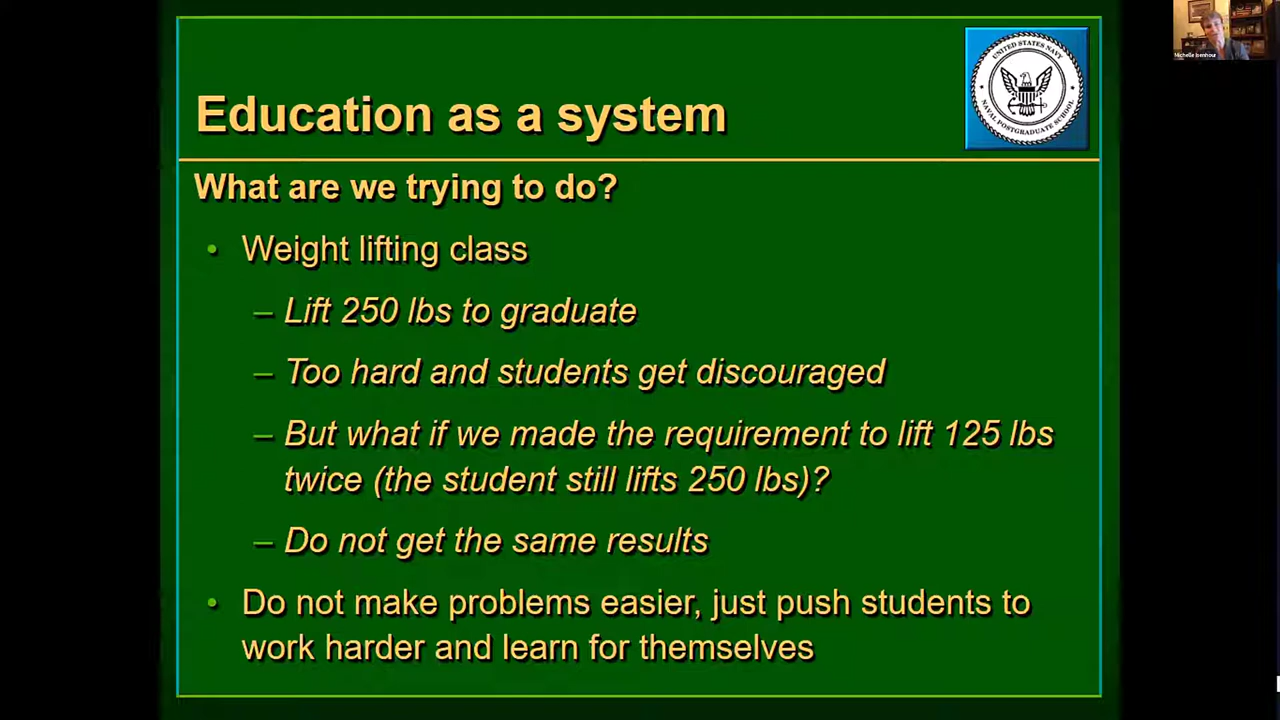 UNITED STATES NAVY
NAVAL POSTGRADUATE SCHOOL
Michelle Isenhour
Education as a system
What are we trying to do?
• Weight lifting class
– Lift 250 lbs to graduate
– Too hard and students get discouraged
– But what if we made the requirement to lift 125 lbs
twice (the student still lifts 250 lbs)?
– Do not get the same results
• Do not make problems easier, just push students to
work harder and learn for themselves